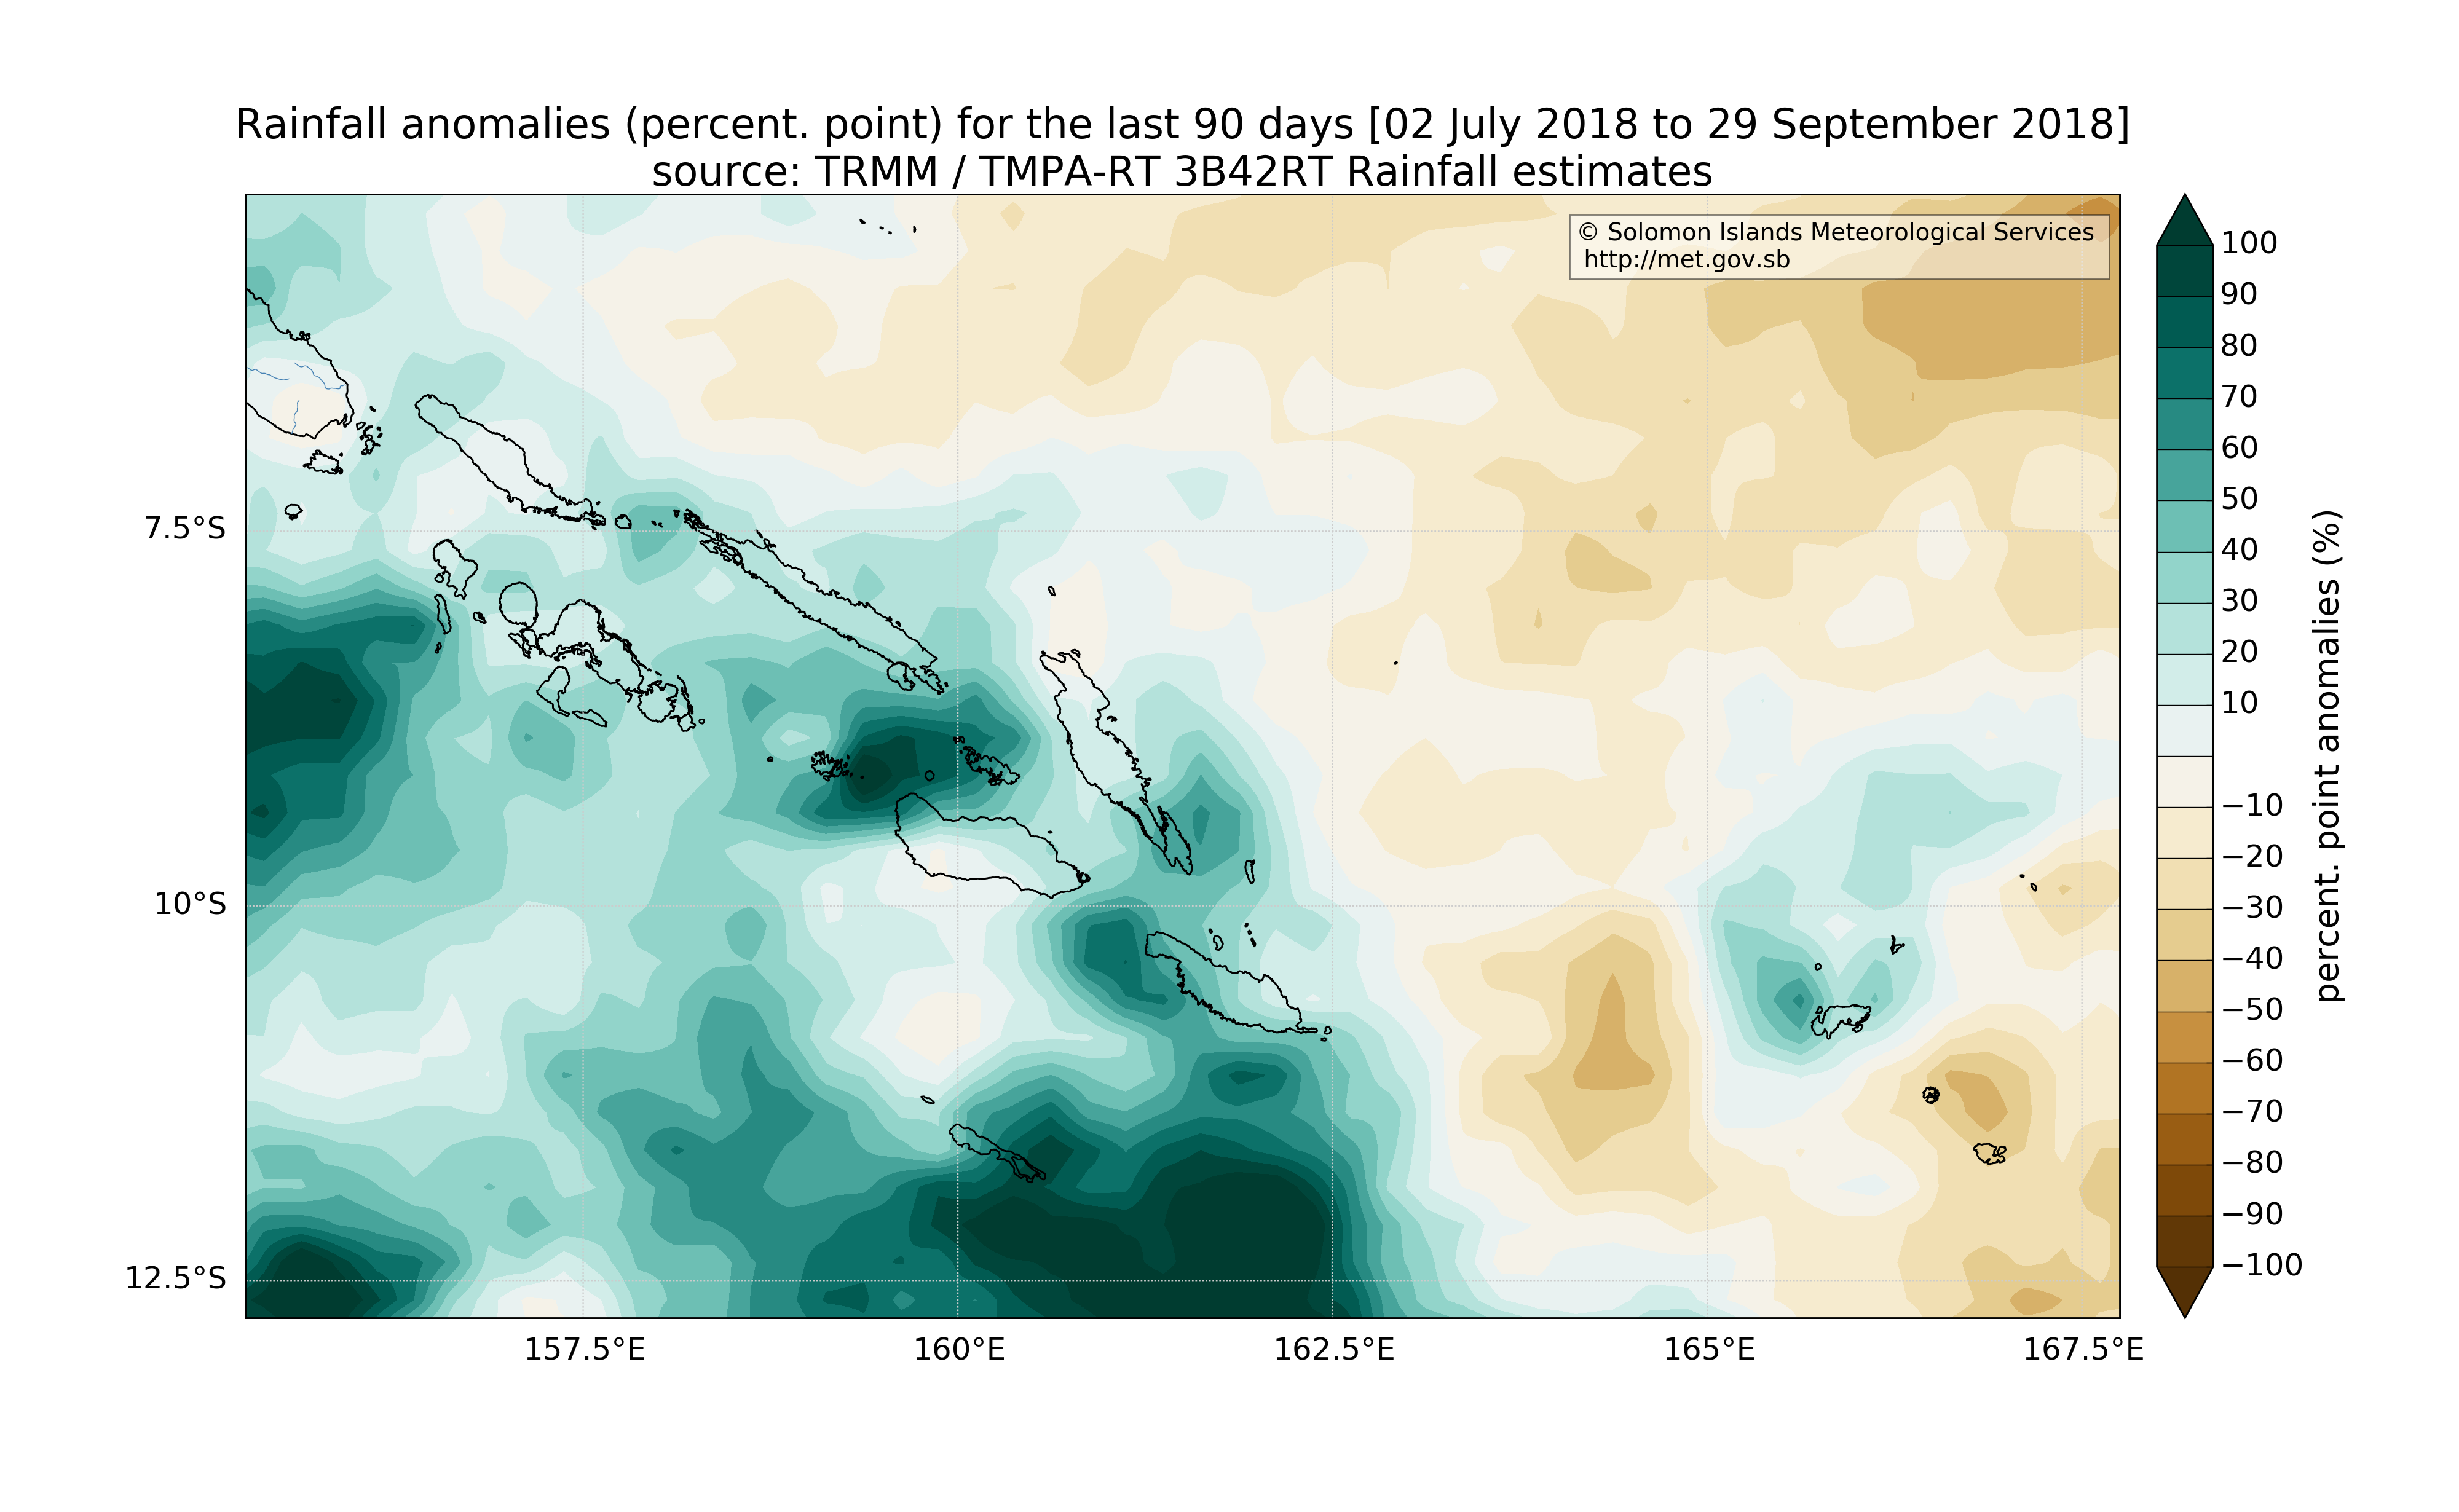 Rainfall anomalies (percent. point) for the last 90 days [02 July 2018 to 29 September 2018]
source: TRMM / TMPA-RT 3B42RT Rainfall estimates
© Solomon Islands Meteorological Services
http://met.gov.sb
7.5°S
10°S
12.5°S
157.5°E
160°E
162.5°E
165°E
167.5°E
100
90
80
70
60
50
40
30
20
10
−10
−20
−30
−40
−50
−60
−70
−80
−90
−100
percent. point anomalies (%)